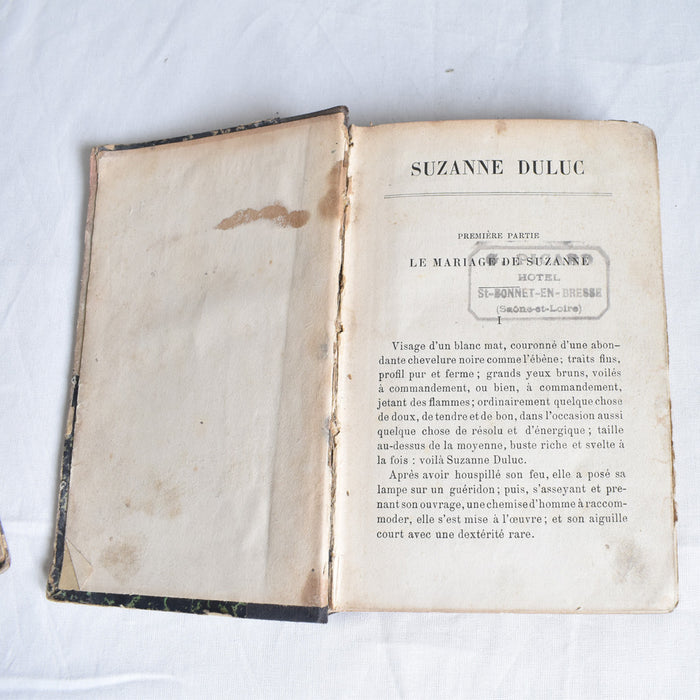 SUZANNE DULUC
PREMIÈRE PARTIE
LE MARIAGE DE SUZANNE
SICARD
HOTEL
St-BONNET-EN-BRESSE
(Saône-et-Loire)
I
Visage d'un blanc mat, couronné d'une abon-
dante chevelure noire comme l'ébène; traits fins,
profil pur et ferme; grands yeux bruns, voilés
à commandement, ou bien, à commandement,
jetant des flammes; ordinairement quelque chose
de doux, de tendre et de bon, dans l'occasion aussi
quelque chose de résolu et d'énergique; taille
au-dessus de la moyenne, buste riche et svelte à
la fois : voilà Suzanne Duluc.
Après avoir houspillé son feu, elle a posé sa
lampe sur un guéridon; puis, s'asseyant et pre-
nant son ouvrage, une chemise d'homme à raccom-
moder, elle s'est mise à l'œuvre; et son aiguille
court avec une dextérité rare.